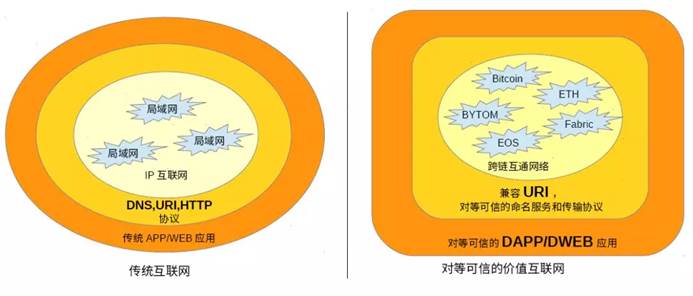 局域网
局域网
局域网
IP 互联网
DNS,URI,HTTP
协议
传统 APP/WEB 应用
传统互联网
Bitcoin
ETH
BYTOM
Fabric
EOS
跨链互通网络
兼容 URI ，
对等可信的命名服务和传输协议
对等可信的 DAPP/DWEB 应用
对等可信的价值互联网